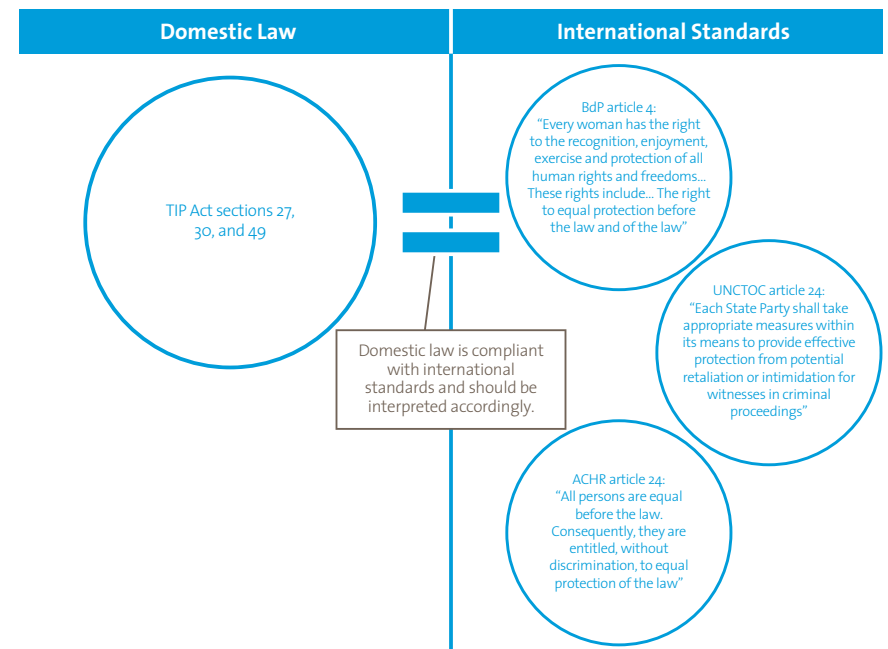 Domestic Law
International Standards
TIP Act sections 27,
30, and 49
BdP article 4:
“Every woman has the right
to the recognition, enjoyment,
exercise and protection of all
human rights and freedoms...
These rights include... The right
to equal protection before
the law and of the law”
UNCTOC article 24:
“Each State Party shall take
appropriate measures within
its means to provide effective
protection from potential
retaliation or intimidation for
witnesses in criminal
proceedings”
Domestic law is compliant
with international
standards and should be
interpreted accordingly.
ACHR article 24:
“All persons are equal
before the law.
Consequently, they are
entitled, without
discrimination, to equal
protection of the law”